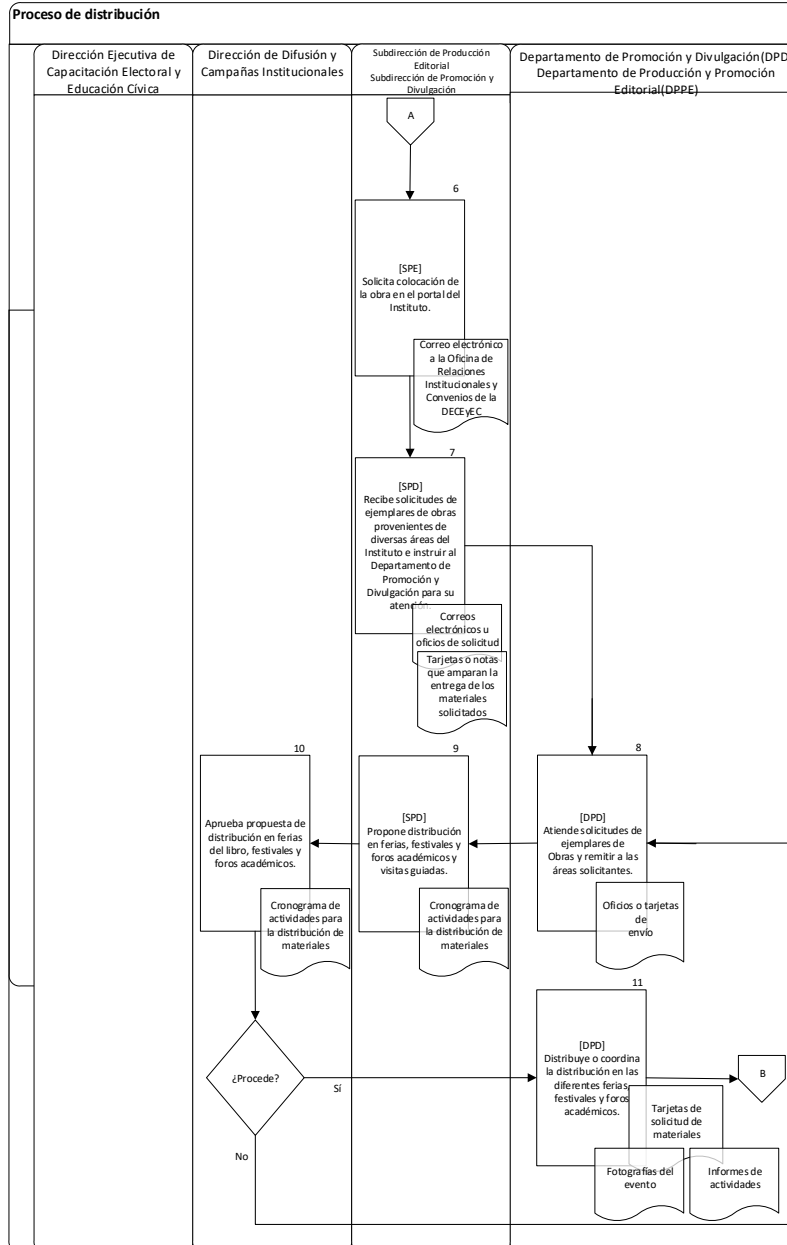 Proceso de distribución
Dirección Ejecutiva de
Capacitación Electoral y
Educación Cívica
Dirección de Difusión y
Campañas Institucionales
Subdirección de Producción
Editorial
Subdirección de Promoción y
Divulgación
Departamento de Promoción y Divulgación(DPD
Departamento de Producción y Promoción
Editorial(DPPE)
A
6
[SPE]
Solicita colocación de
la obra en el portal del
Instituto.
Correo electrónico
a la Oficina de
Relaciones
Institucionales y
Convenios de la
DECEyEC
7
[SPD]
Recibe solicitudes de
ejemplares de obras
provenientes de
diversas áreas del
Instituto e instruir al
Departamento de
Promoción y
Divulgación para su
atención.
Correos
electrónicos u
oficios de solicitud
Tarjetas o notas
que amparan la
entrega de los
materiales
solicitados
10
Aprueba propuesta de
distribución en ferias
del libro, festivales y
foros académicos.
Cronograma de
actividades para
la distribución de
materiales
9
[SPD]
Propone distribución
en ferias, festivales y
foros académicos y
visitas guiadas.
Cronograma de
actividades para
la distribución de
materiales
8
[DPD]
Atiende solicitudes de
ejemplares de
Obras y remitir a las
áreas solicitantes.
Oficios o tarjetas
de
envío
¿Procede?
Sí
No
11
[DPD]
Distribuye o coordina
la distribución en las
diferentes ferias,
festivales y foros
académicos.
B
Tarjetas de
solicitud de
materiales
Fotografías del
evento
Informes de
actividades